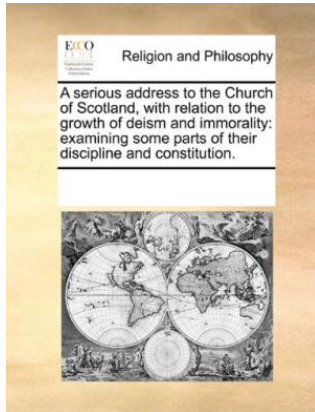 ECCO
Religion and Philosophy
A serious address to the Church
of Scotland, with relation to the
growth of deism and immorality:
examining some parts of their
discipline and constitution.